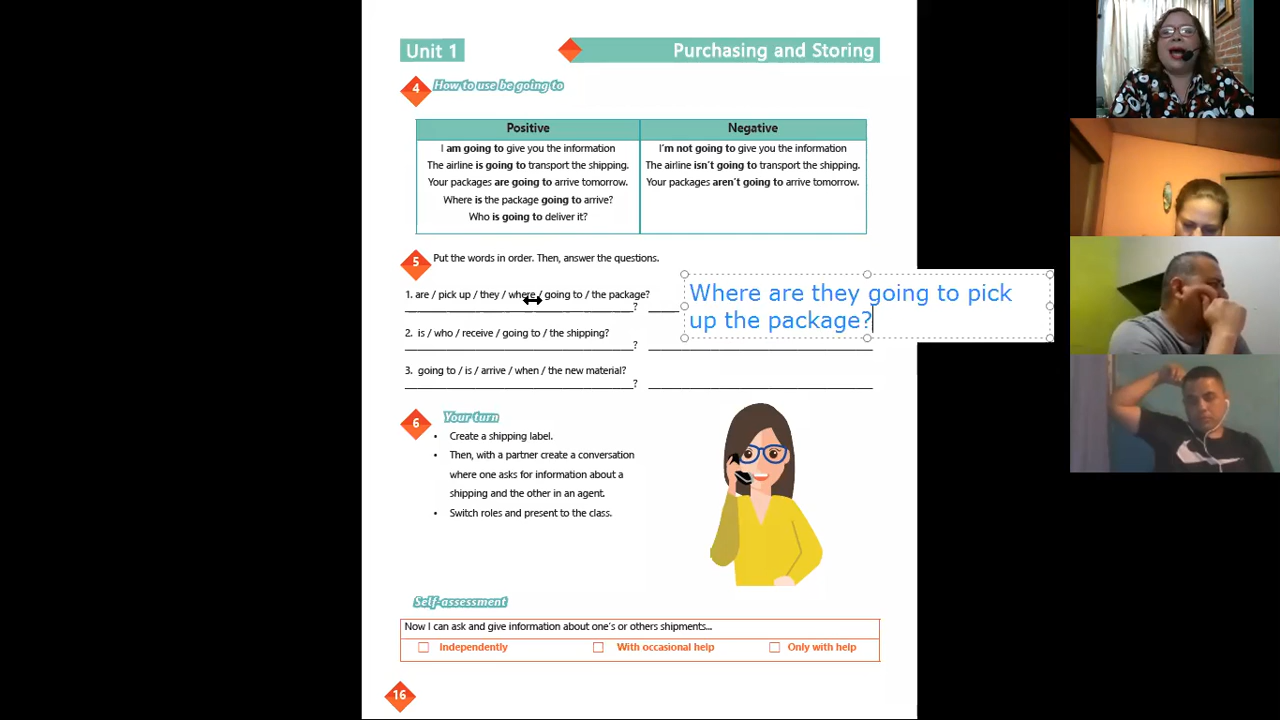 Unit 1
Purchasing and Storing
4
How to use be going to
Positive
Negative
I am going to give you the information
I'm not going to give you the information
The airline is going to transport the shipping.
The airline isn't going to transport the shipping.
Your packages are going to arrive tomorrow.
Your packages aren't going to arrive tomorrow.
Where is the package going to arrive?
Who is going to deliver it?
5
Put the words in order. Then, answer the questions.
1. are / pick up / they / where / going to / the package?
?
Where are they going to pick
up the package?
2. is / who / receive / going to / the shipping?
?
3. going to / is / arrive / when / the new material?
?
6
Your turn
• Create a shipping label.
• Then, with a partner create a conversation
where one asks for information about a
shipping and the other in an agent.
• Switch roles and present to the class.
Self-assessment
Now I can ask and give information about one's or others shipments...
Independently
With occasional help
Only with help
16